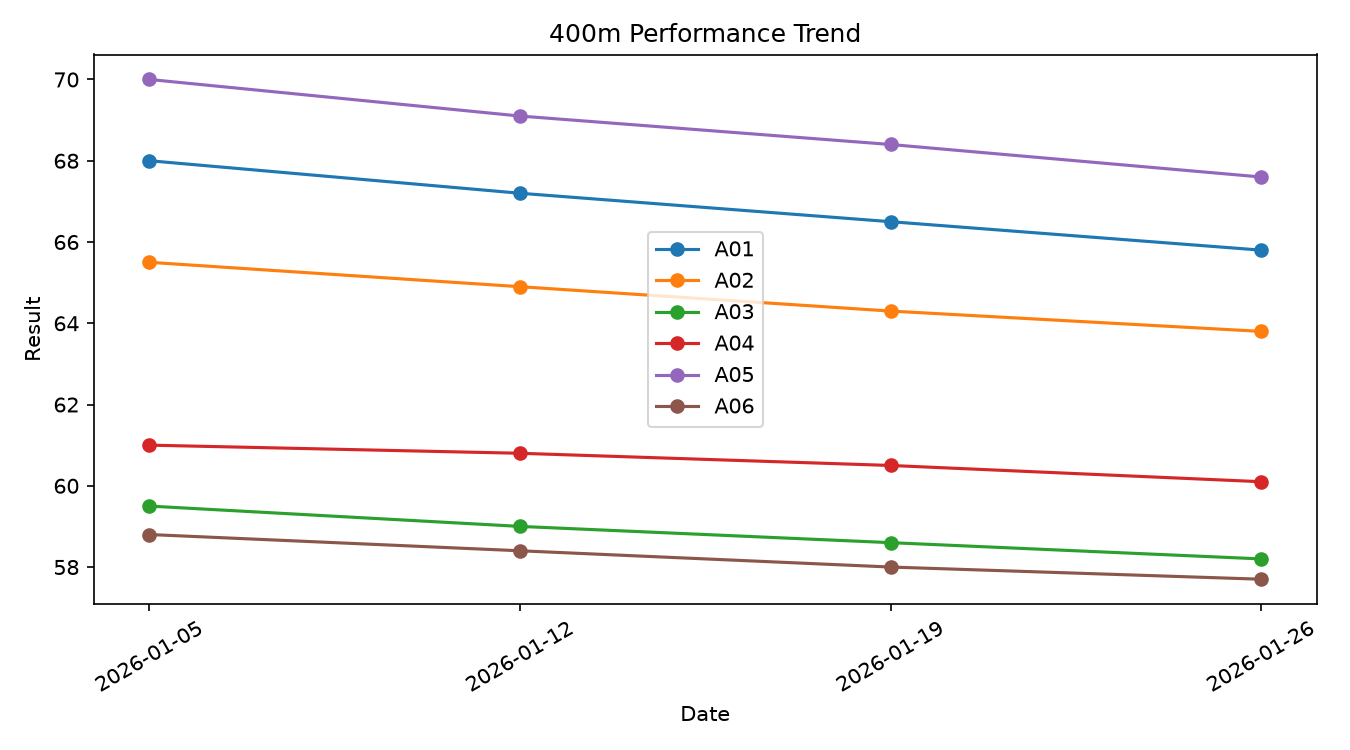 400m Performance Trend
Result
70
68
66
64
62
60
58
A01
A02
A03
A04
A05
A06
2026-01-05
2026-01-12
2026-01-19
2026-01-26
Date